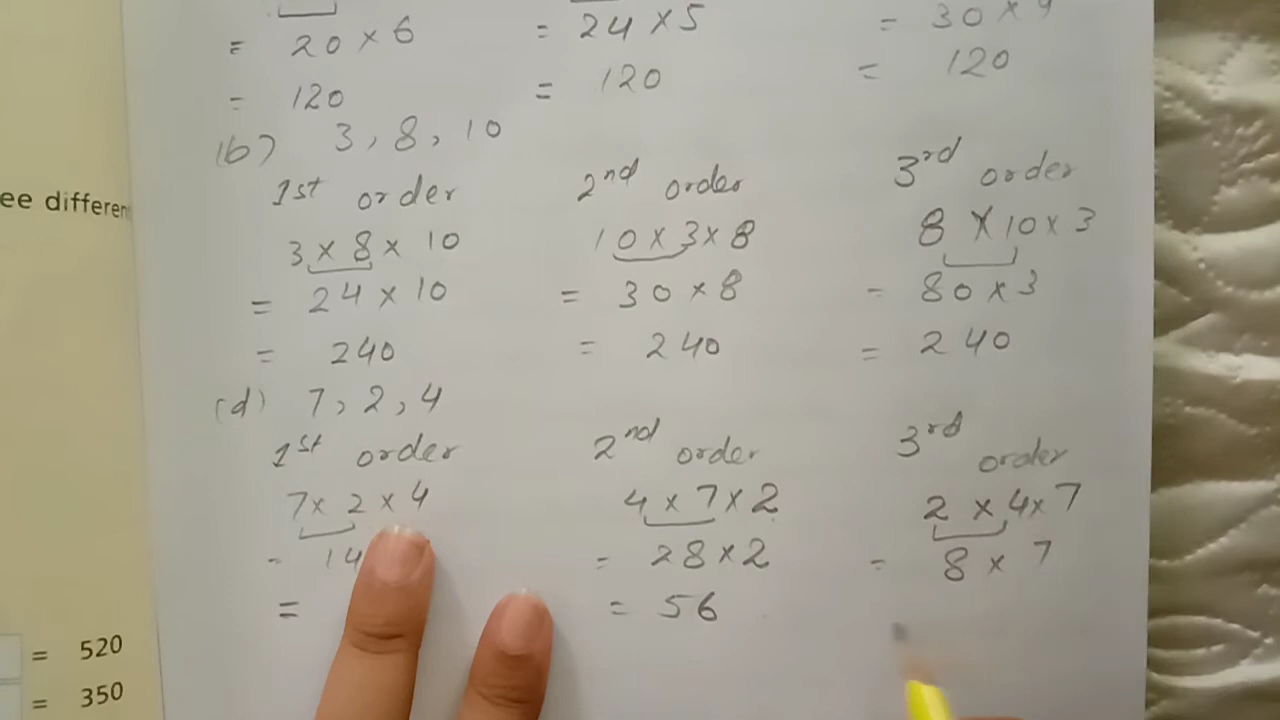 = 20 × 6 = 24 × 5 = 30 × 4
= 120 = 120 = 120
(b) 3, 8, 10
1st order 2nd order 3rd order
3 × 8 × 10 10 × 3 × 8 8 × 10 × 3
= 24 × 10 = 30 × 8 = 80 × 3
= 240 = 240 = 240
(d) 7, 2, 4
1st order 2nd order 3rd order
7 × 2 × 4 4 × 7 × 2 2 × 4 × 7
= 14 = 28 × 2 = 8 × 7
= = 56
ee differen
= 520
= 350